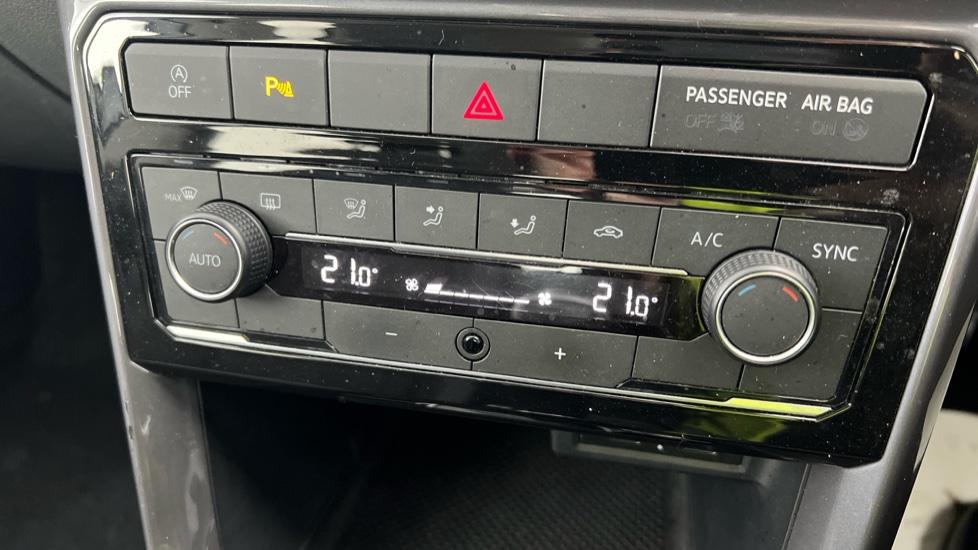 A
OFF
P
PASSENGER AIR BAG
OFF ON
MAX
A/C
SYNC
AUTO
21.0° 21.0°
- +